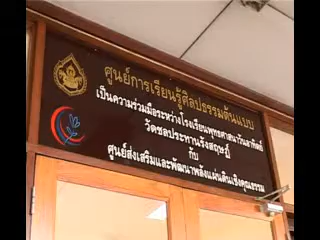 ศูนย์การเรียนรู้ศิลปธรรมต้นแบบ
เป็นความร่วมมือระหว่างโรงเรียนพุทธศาสนาวันอาทิตย์
วัดชลประทานรังสฤษฎ์
กับ
ศูนย์ส่งเสริมและพัฒนาพลังแผ่นดินเชิงคุณธรรม